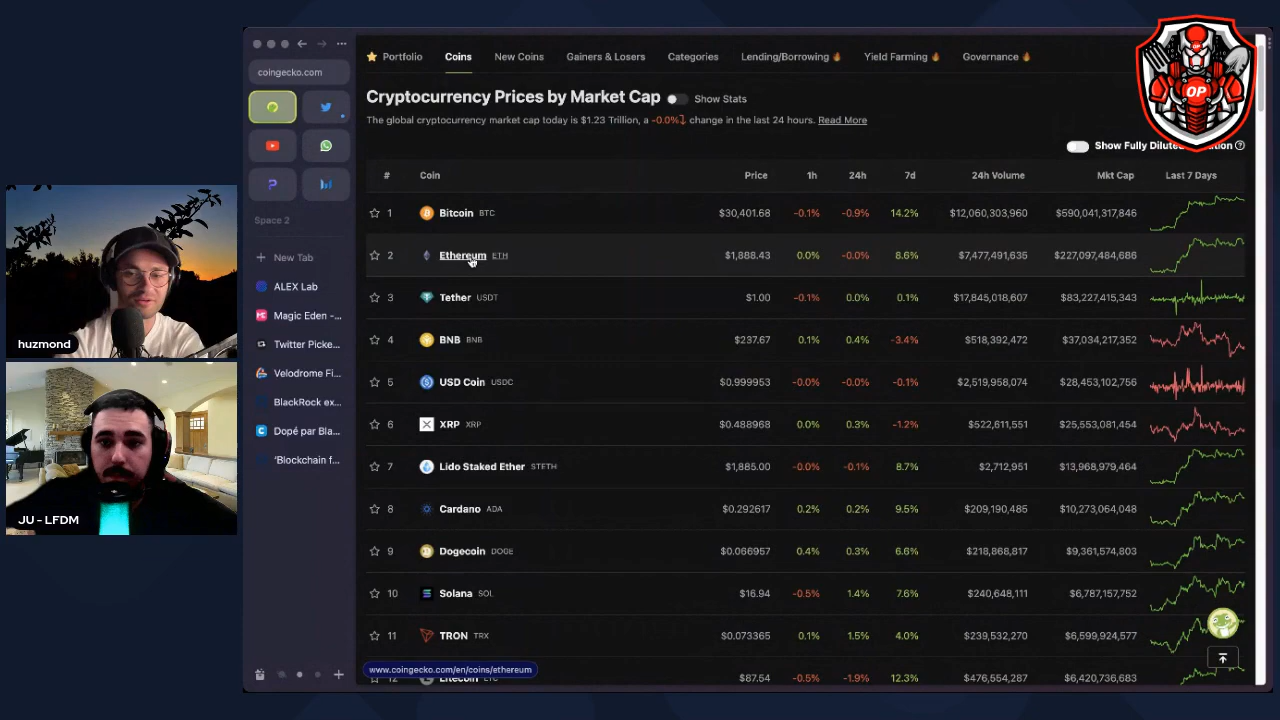 coingecko.com
Space 2
New Tab
ALEX Lab
Magic Eden -...
Twitter Picke...
Velodrome Fi...
BlackRock ex...
Dopé par Bla...
'Blockchain f...
huzmond
JU - LFDM
OP
Portfolio Coins New Coins Gainers & Losers Categories Lending/Borrowing Yield Farming Governance
Cryptocurrency Prices by Market Cap Show Stats
The global cryptocurrency market cap today is $1.23 Trillion, a -0.0% change in the last 24 hours. Read More
Show Fully Diluted
# Coin Price 1h 24h 7d 24h Volume Mkt Cap Last 7 Days
1 Bitcoin BTC $30,401.68 -0.1% -0.9% 14.2% $12,060,303,960 $590,041,317,846
2 Ethereum ETH $1,888.43 0.0% -0.0% 8.6% $7,477,491,635 $227,097,484,686
3 Tether USDT $1.00 -0.1% 0.0% 0.1% $17,845,018,607 $83,227,415,343
4 BNB BNB $237.67 0.1% 0.4% -3.4% $518,392,472 $37,034,217,352
5 USD Coin USDC $0.999953 -0.0% -0.0% -0.1% $2,519,958,074 $28,453,102,756
6 XRP XRP $0.488968 0.0% 0.3% -1.2% $522,611,551 $25,553,081,454
7 Lido Staked Ether STETH $1,885.00 -0.0% -0.1% 8.7% $2,712,951 $13,968,979,464
8 Cardano ADA $0.292617 0.2% 0.2% 9.5% $209,190,485 $10,273,064,048
9 Dogecoin DOGE $0.066957 0.4% 0.3% 6.6% $218,868,817 $9,361,574,803
10 Solana SOL $16.94 -0.5% 1.4% 7.6% $240,648,111 $6,787,157,752
11 TRON TRX $0.073365 0.1% 1.5% 4.0% $239,532,270 $6,599,924,577
$87.54 -0.5% -1.9% 12.3% $476,554,287 $6,420,736,683
www.coingecko.com/en/coins/ethereum